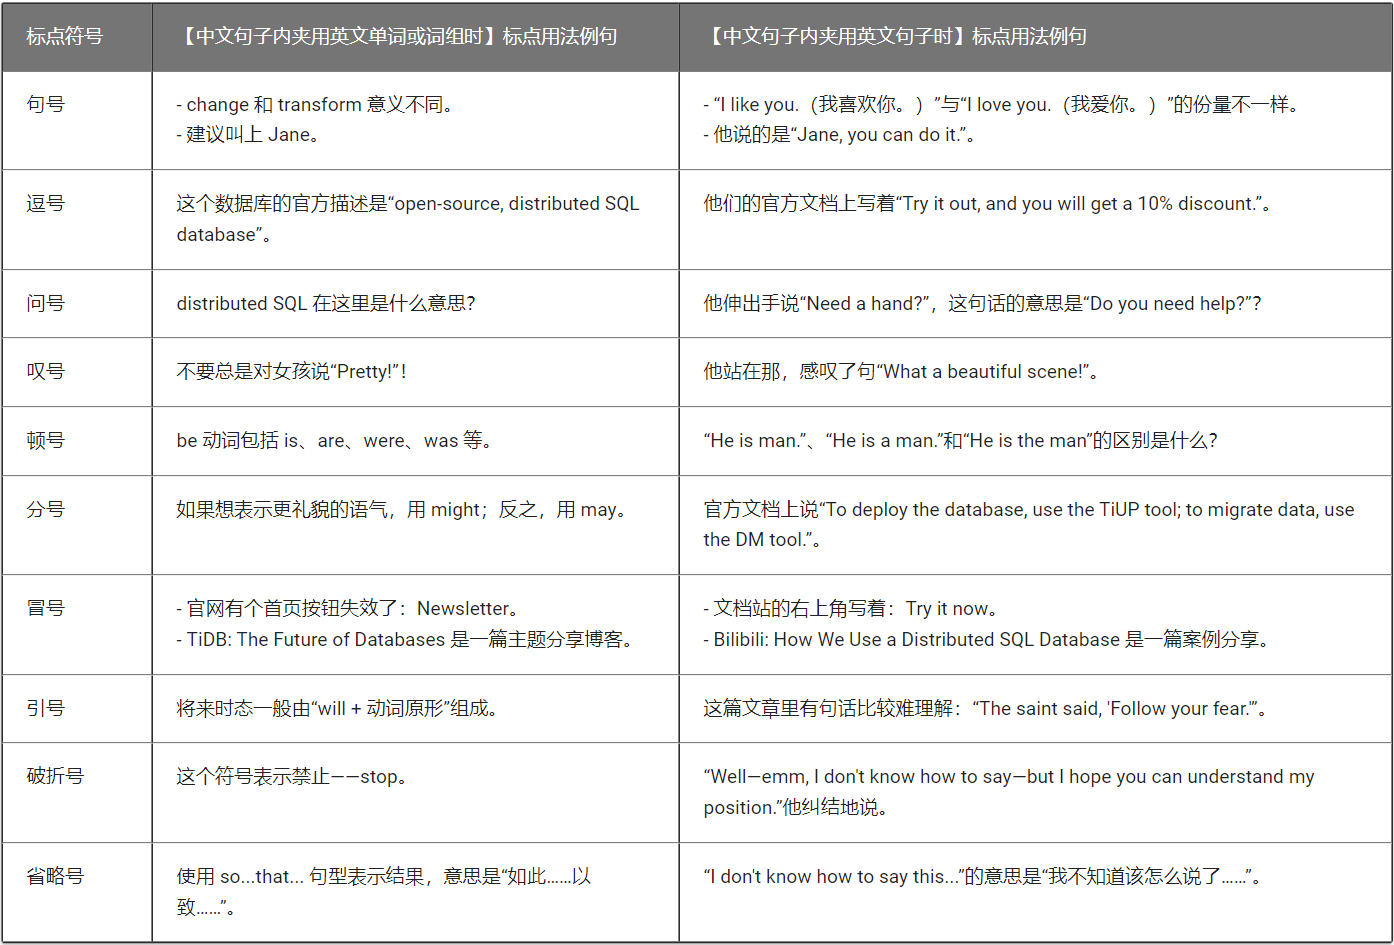 标点符号 【中文句子内夹用英文单词或词组时】标点用法例句 【中文句子内夹用英文句子时】标点用法例句
句号
- change 和 transform 意义不同。
- 建议叫上 Jane。
- “I like you.（我喜欢你。）”与“I love you.（我爱你。）”的份量不一样。
- 他说的是“Jane, you can do it.”。
逗号
这个数据库的官方描述是“open-source, distributed SQL
database”。
他们的官方文档上写着“Try it out, and you will get a 10% discount.”。
问号
distributed SQL 在这里是什么意思？
他伸出手说“Need a hand?”，这句话的意思是“Do you need help?”？
叹号
不要总是对女孩说“Pretty!”！
他站在那，感叹了句“What a beautiful scene!”。
顿号
be 动词包括 is、are、were、was 等。
“He is man.”、“He is a man.”和“He is the man”的区别是什么？
分号
如果想表示更礼貌的语气，用 might；反之，用 may。
官方文档上说“To deploy the database, use the TiUP tool; to migrate data, use
the DM tool.”。
冒号
- 官网有个首页按钮失效了：Newsletter。
- TiDB: The Future of Databases 是一篇主题分享博客。
- 文档站的右上角写着：Try it now。
- Bilibili: How We Use a Distributed SQL Database 是一篇案例分享。
引号
将来时态一般由“will + 动词原形”组成。
这篇文章里有句话比较难理解：“The saint said, 'Follow your fear.'”。
破折号
这个符号表示禁止——stop。
“Well—emm, I don't know how to say—but I hope you can understand my
position.”他纠结地说。
省略号
使用 so...that... 句型表示结果，意思是“如此……以
致……”。
“I don't know how to say this...”的意思是“我不知道该怎么说了……”。